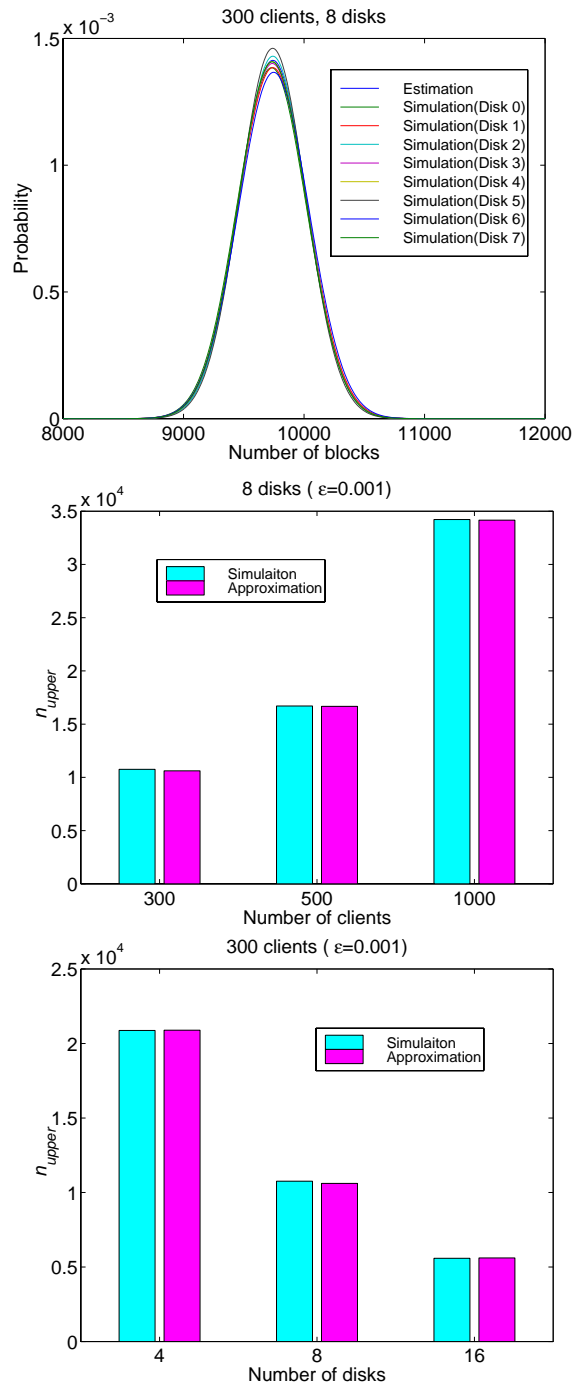 300 clients, 8 disks
x 10⁻³
1.5
1
0.5
0
Probability
Estimation
Simulation(Disk 0)
Simulation(Disk 1)
Simulation(Disk 2)
Simulation(Disk 3)
Simulation(Disk 4)
Simulation(Disk 5)
Simulation(Disk 6)
Simulation(Disk 7)
8000 9000 10000 11000 12000
Number of blocks
8 disks ( ε=0.001)
x 10⁴
3.5
3
2.5
2
1.5
1
0.5
0
n_upper
Simulaiton
Approximation
300 500 1000
Number of clients
300 clients ( ε=0.001)
x 10⁴
2.5
2
1.5
1
0.5
0
n_upper
Simulaiton
Approximation
4 8 16
Number of disks